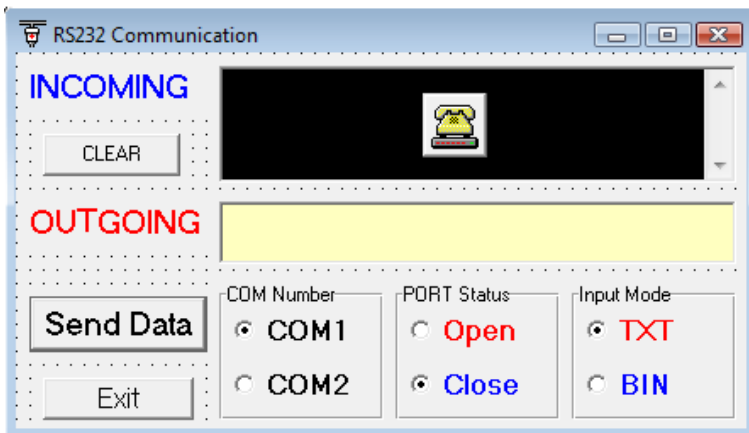 RS232 Communication
INCOMING
CLEAR
OUTGOING
Send Data
Exit
COM Number
COM1
COM2
PORT Status
Open
Close
Input Mode
TXT
BIN